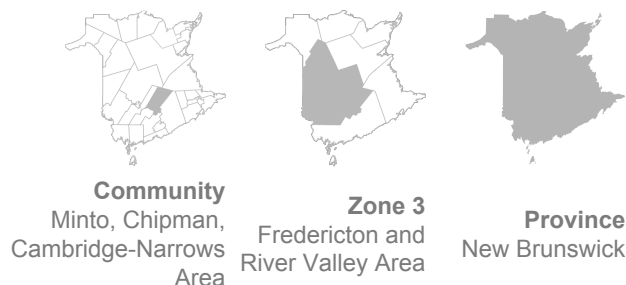 Community
Minto, Chipman,
Cambridge-Narrows
Area
Zone 3
Fredericton and
River Valley Area
Province
New Brunswick